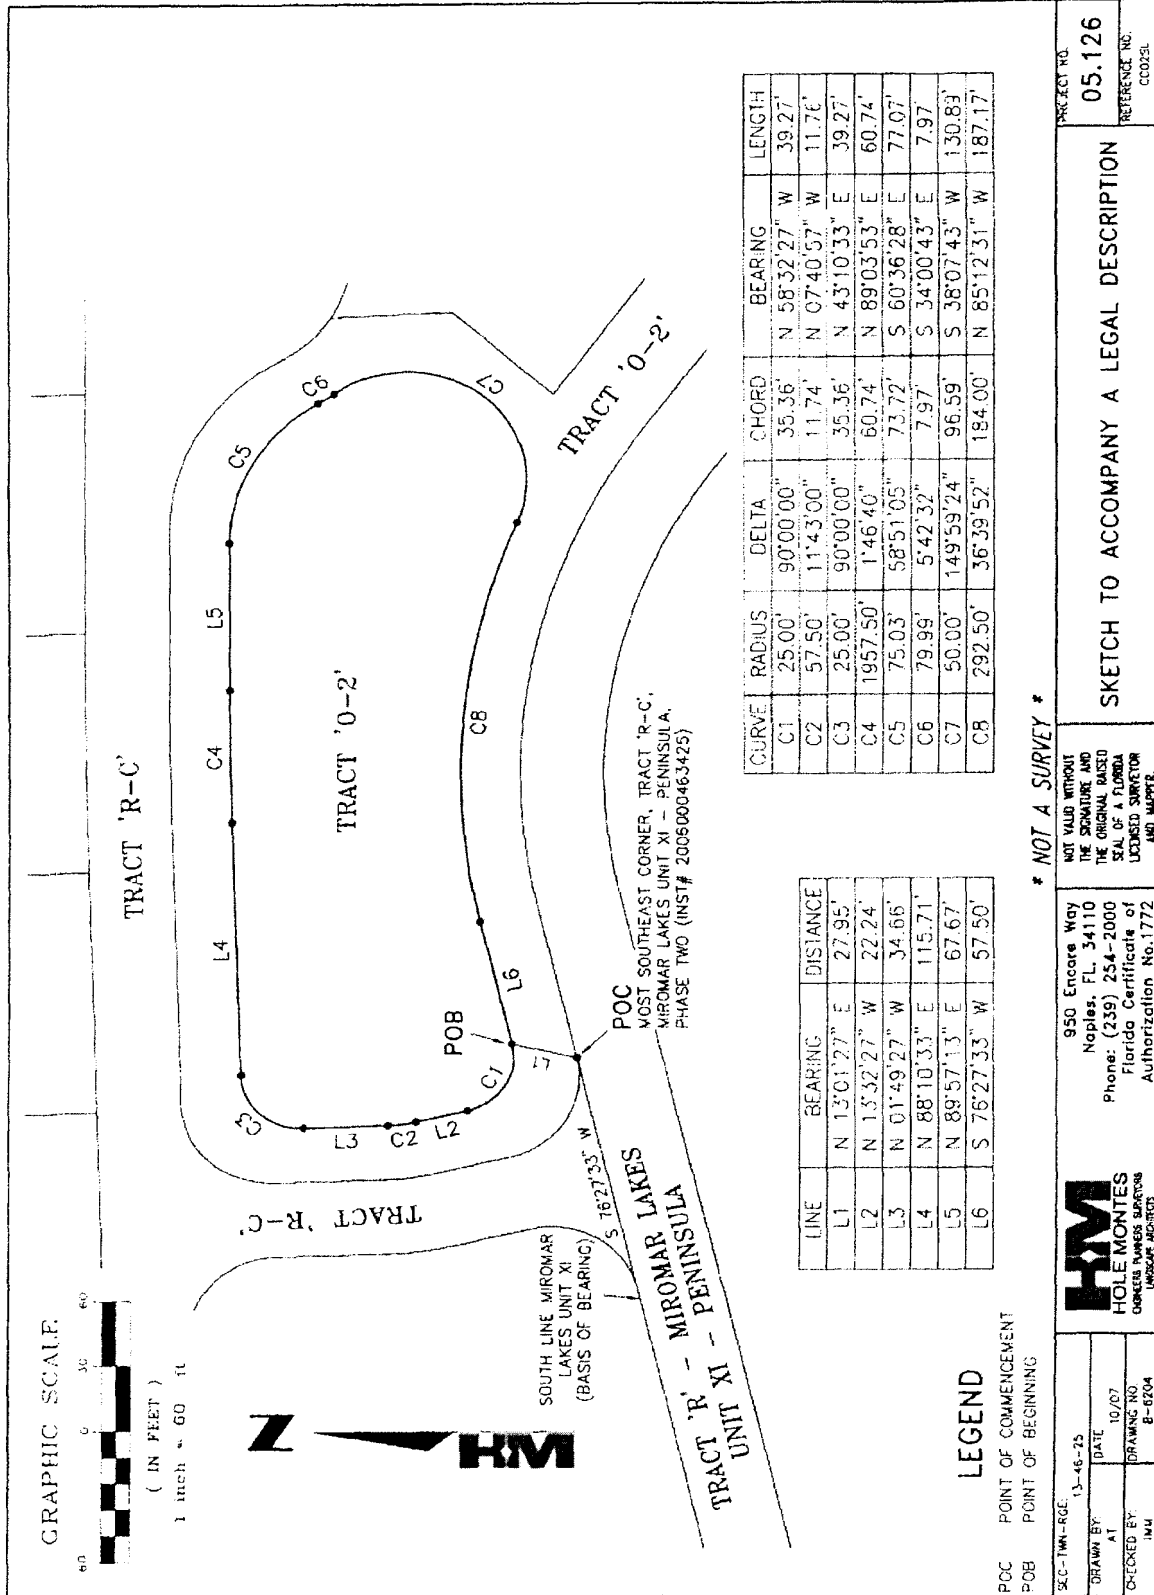 GRAPHIC SCALE
60 0 30 60
( IN FEET )
1 inch = 60 ft
TRACT 'R-C'
TRACT 'R-C'
L4
C4
L5
C5
C6
C7
C3
L3
C2
L2
C1
L6
C8
TRACT 'O-2'
TRACT 'O-2'
POB
L1
POC
MOST SOUTHEAST CORNER, TRACT 'R-C',
MIROMAR LAKES UNIT XI - PENINSULA,
PHASE TWO (INST# 2006000463425)
S 76°27'33" W
SOUTH LINE MIROMAR
LAKES UNIT XI
(BASIS OF BEARING)
TRACT 'R' - MIROMAR LAKES
UNIT XI - PENINSULA
Z
HM
LINE BEARING DISTANCE
L1 N 13°01'27" E 27.95'
L2 N 13°32'27" W 22.24'
L3 N 01°49'27" W 34.66'
L4 N 88°10'33" E 115.71'
L5 N 89°57'13" E 67.67'
L6 S 76°27'33" W 57.50'
CURVE RADIUS DELTA CHORD BEARING LENGTH
C1 25.00' 90°00'00" 35.36' N 58°32'27" W 39.27'
C2 57.50' 11°43'00" 11.74' N 07°40'57" W 11.76'
C3 25.00' 90°00'00" 35.36' N 43°10'33" E 39.27'
C4 1957.50' 1°46'40" 60.74' N 89°03'53" E 60.74'
C5 75.03' 58°51'05" 73.72' S 60°36'28" E 77.07'
C6 79.99' 5°42'32" 7.97' S 34°00'43" E 7.97'
C7 50.00' 149°59'24" 96.59' S 38°07'43" W 130.89'
C8 292.50' 36°39'52" 184.00' N 85°12'31" W 187.17'
LEGEND
POC POINT OF COMMENCEMENT
POB POINT OF BEGINNING
* NOT A SURVEY *
SEC-TWN-RGE:
13-46-25
DRAWN BY:
AT
DATE
10/07
CHECKED BY:
DRAWING NO.
B-6204
HM
HOLE MONTES
ENGINEERS PLANNERS SURVEYORS
LANDSCAPE ARCHITECTS
950 Encore Way
Naples, FL. 34110
Phone: (239) 254-2000
Florida Certificate of
Authorization No.1772
NOT VALID WITHOUT
THE SIGNATURE AND
THE ORIGINAL RAISED
SEAL OF A FLORIDA
LICENSED SURVEYOR
AND MAPPER.
SKETCH TO ACCOMPANY A LEGAL DESCRIPTION
PROJECT NO.
05.126
REFERENCE NO.